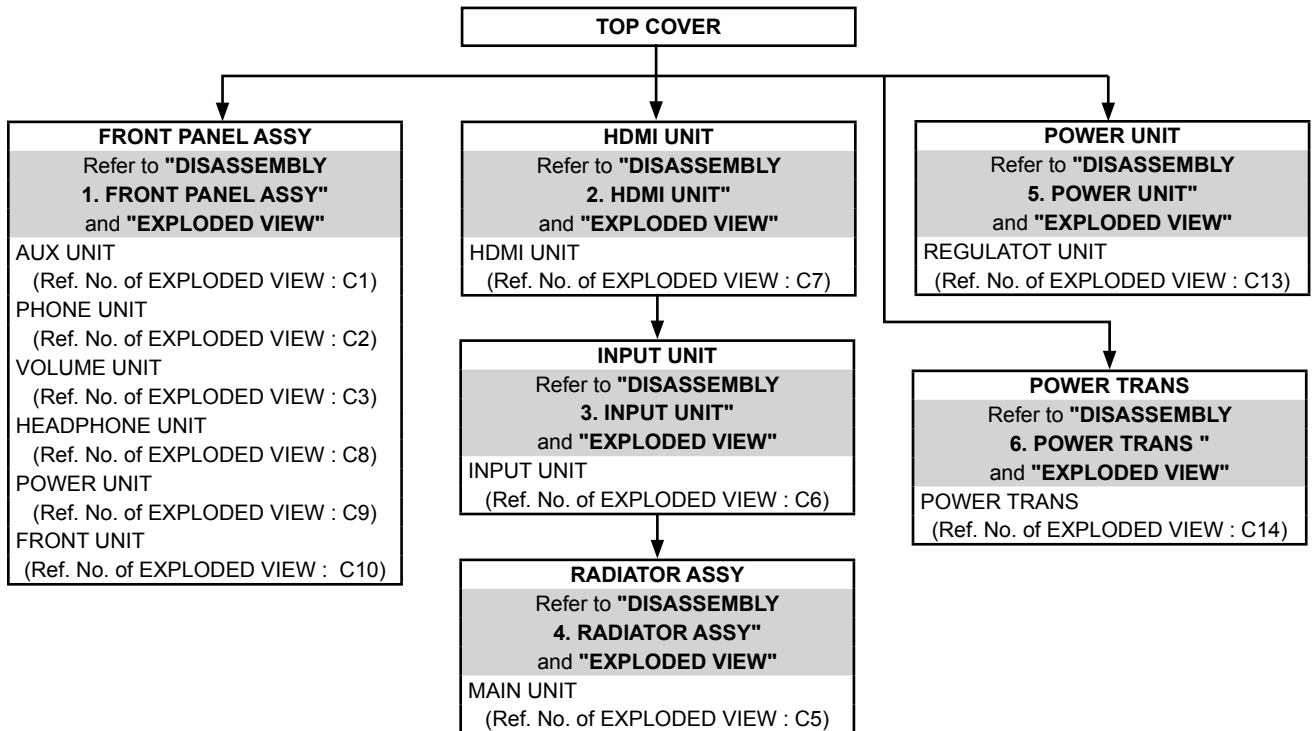 TOP COVER
FRONT PANEL ASSY
Refer to "DISASSEMBLY
1. FRONT PANEL ASSY"
and "EXPLODED VIEW"
AUX UNIT
(Ref. No. of EXPLODED VIEW : C1)
PHONE UNIT
(Ref. No. of EXPLODED VIEW : C2)
VOLUME UNIT
(Ref. No. of EXPLODED VIEW : C3)
HEADPHONE UNIT
(Ref. No. of EXPLODED VIEW : C8)
POWER UNIT
(Ref. No. of EXPLODED VIEW : C9)
FRONT UNIT
(Ref. No. of EXPLODED VIEW :  C10)
HDMI UNIT
Refer to "DISASSEMBLY
2. HDMI UNIT"
and "EXPLODED VIEW"
HDMI UNIT
(Ref. No. of EXPLODED VIEW : C7)
INPUT UNIT
Refer to "DISASSEMBLY
3. INPUT UNIT"
and "EXPLODED VIEW"
INPUT UNIT
(Ref. No. of EXPLODED VIEW : C6)
RADIATOR ASSY
Refer to "DISASSEMBLY
4. RADIATOR ASSY"
and "EXPLODED VIEW"
MAIN UNIT
(Ref. No. of EXPLODED VIEW : C5)
POWER UNIT
Refer to "DISASSEMBLY
5. POWER UNIT"
and "EXPLODED VIEW"
REGULATOT UNIT
(Ref. No. of EXPLODED VIEW : C13)
POWER TRANS
Refer to "DISASSEMBLY
6. POWER TRANS "
and "EXPLODED VIEW"
POWER TRANS
(Ref. No. of EXPLODED VIEW : C14)